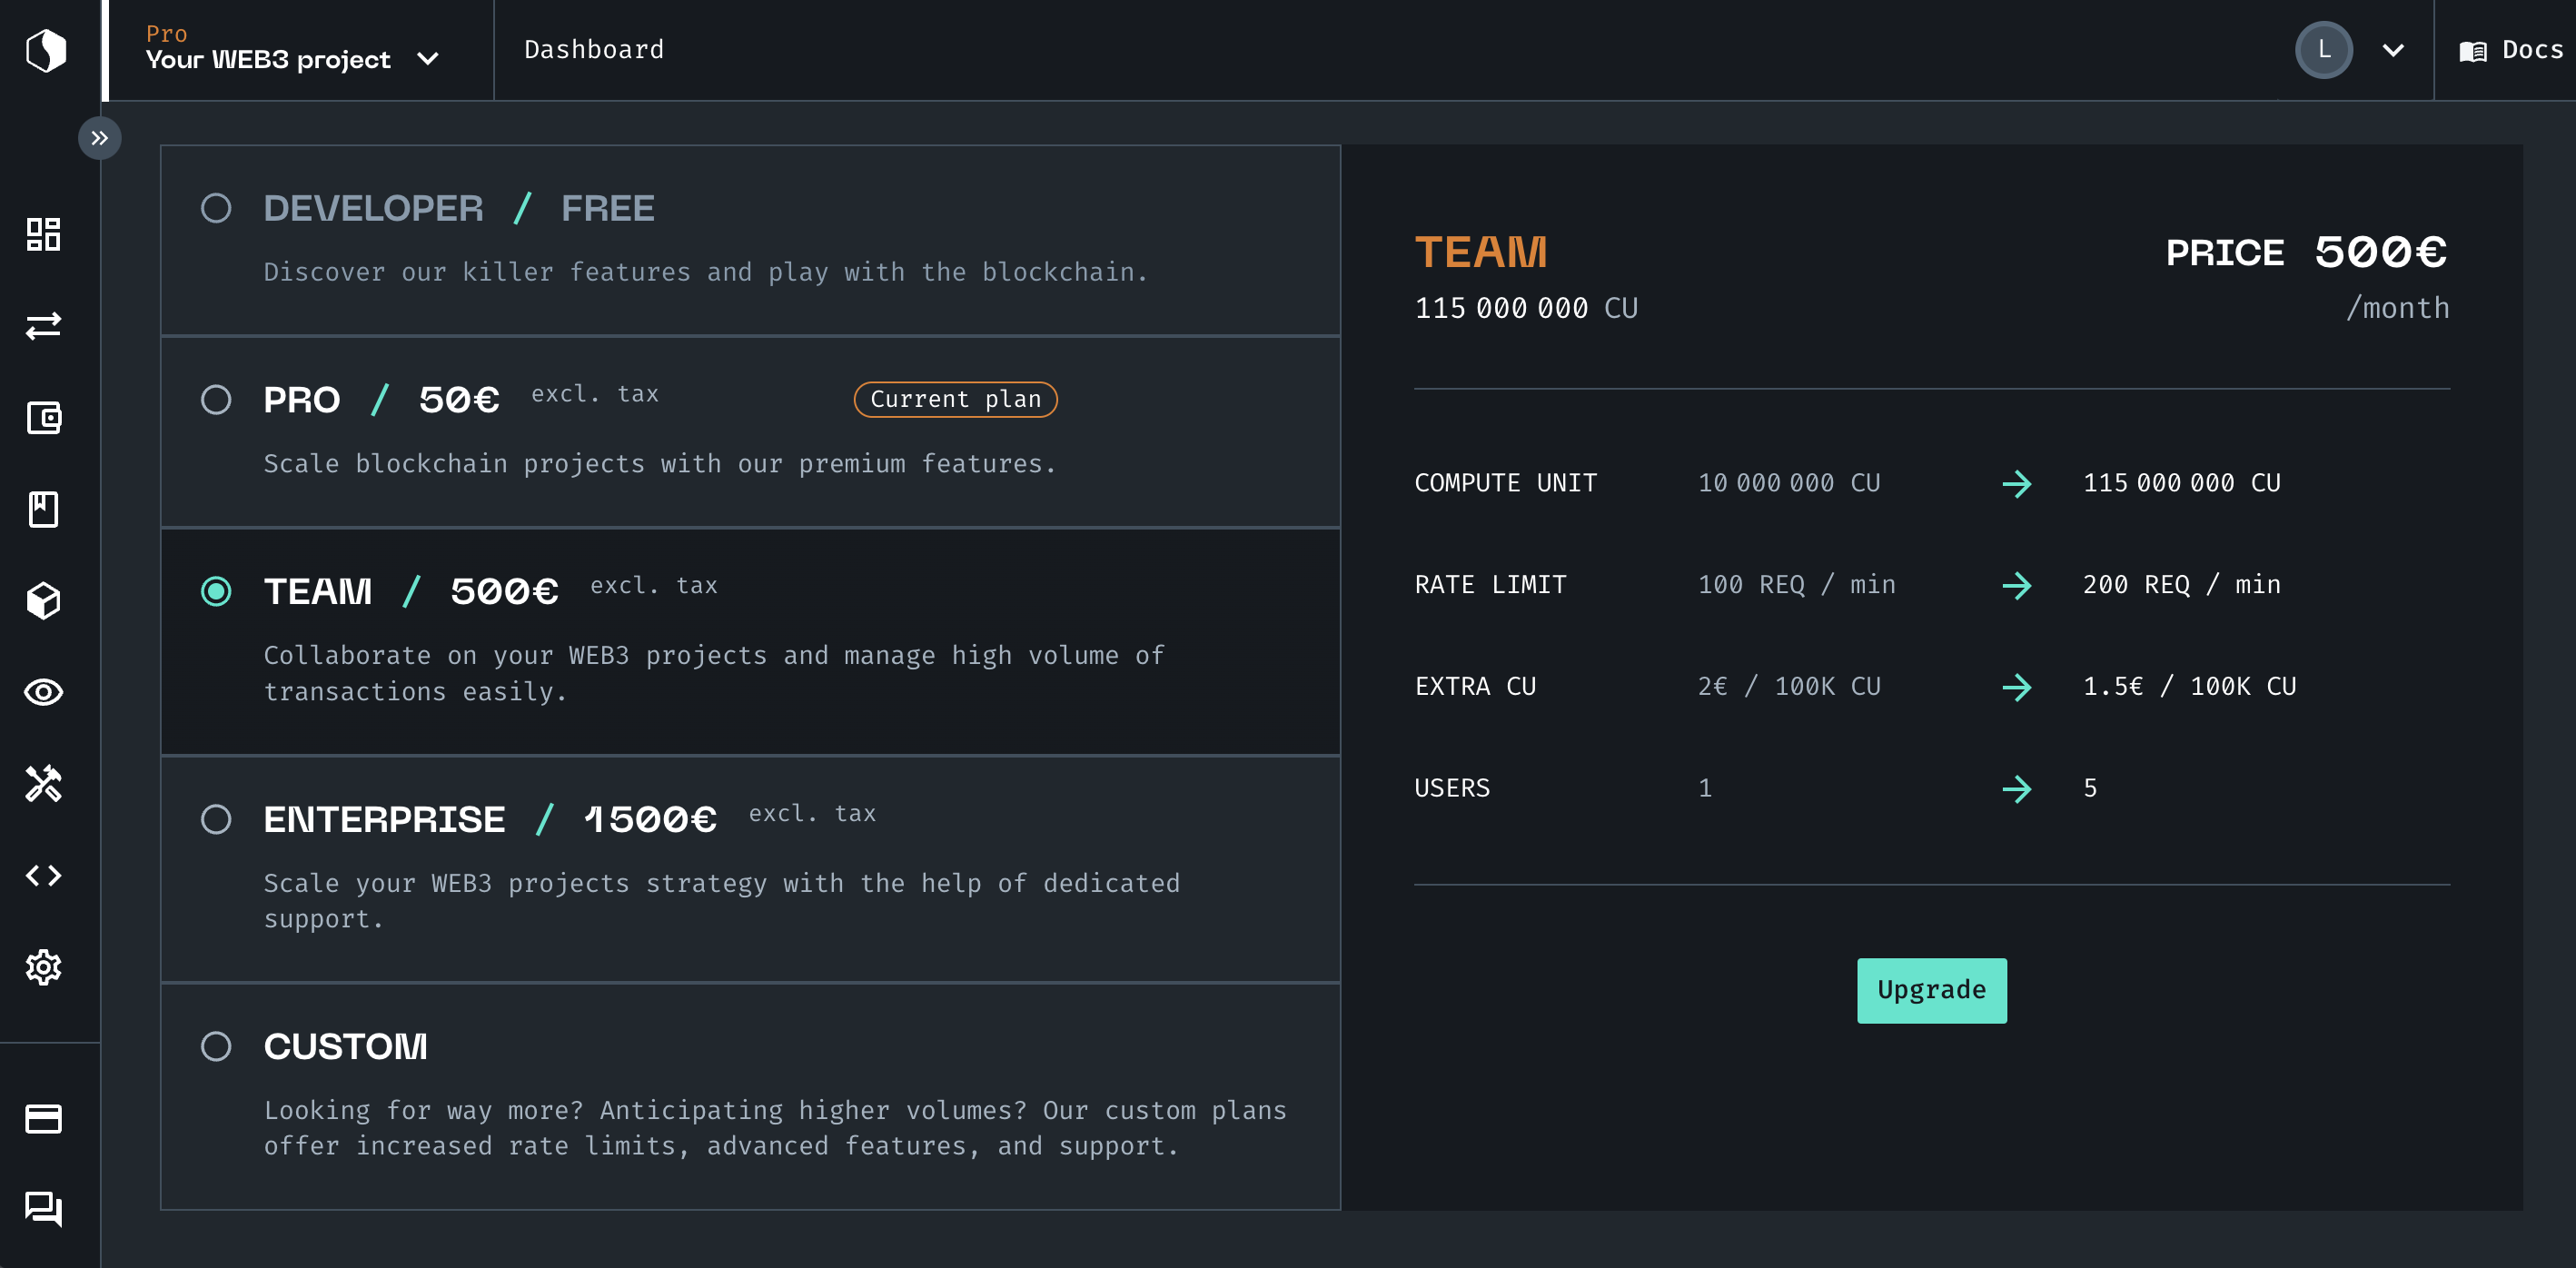 Pro
Your WEB3 project
Dashboard
L
Docs
DEVELOPER / FREE
Discover our killer features and play with the blockchain.
PRO / 50€ excl. tax
Current plan
Scale blockchain projects with our premium features.
TEAM / 500€ excl. tax
Collaborate on your WEB3 projects and manage high volume of
transactions easily.
ENTERPRISE / 1500€ excl. tax
Scale your WEB3 projects strategy with the help of dedicated
support.
CUSTOM
Looking for way more? Anticipating higher volumes? Our custom plans
offer increased rate limits, advanced features, and support.
TEAM
PRICE 500€
115 000 000 CU
/month
COMPUTE UNIT 10 000 000 CU → 115 000 000 CU
RATE LIMIT 100 REQ / min → 200 REQ / min
EXTRA CU 2€ / 100K CU → 1.5€ / 100K CU
USERS 1 → 5
Upgrade